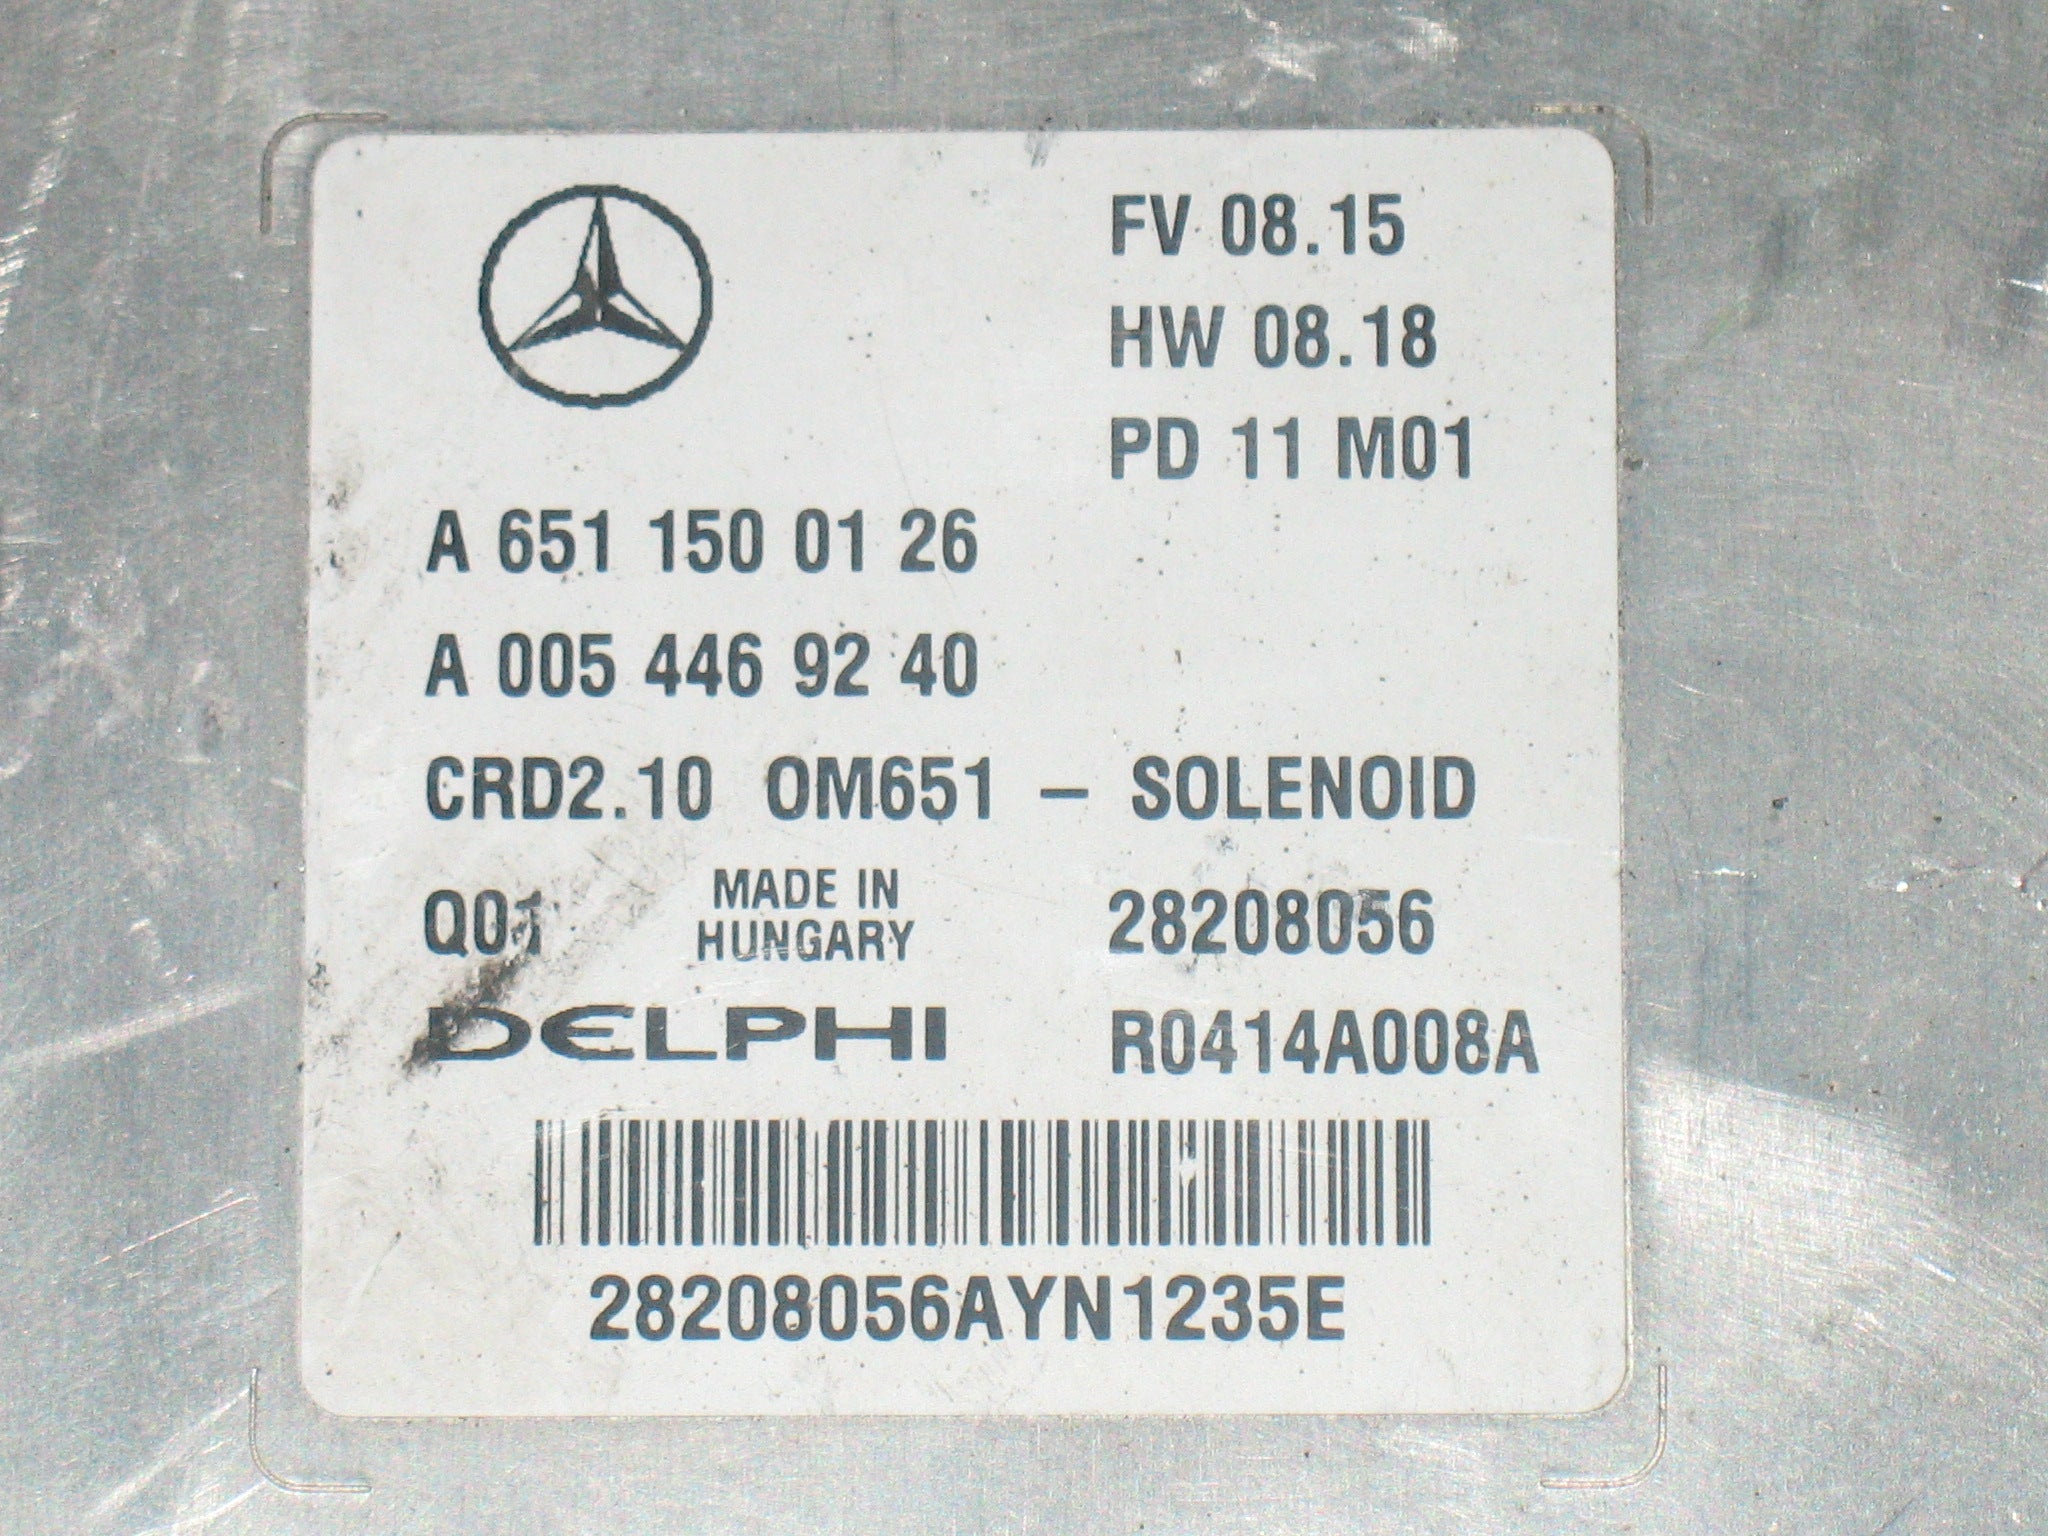 FV 08.15
HW 08.18
PD 11 M01
A 651 150 01 26
A 005 446 92 40
CRD2.10 OM651 – SOLENOID
Q01 MADE IN HUNGARY 28208056
DELPHI R0414A008A
28208056AYN1235E